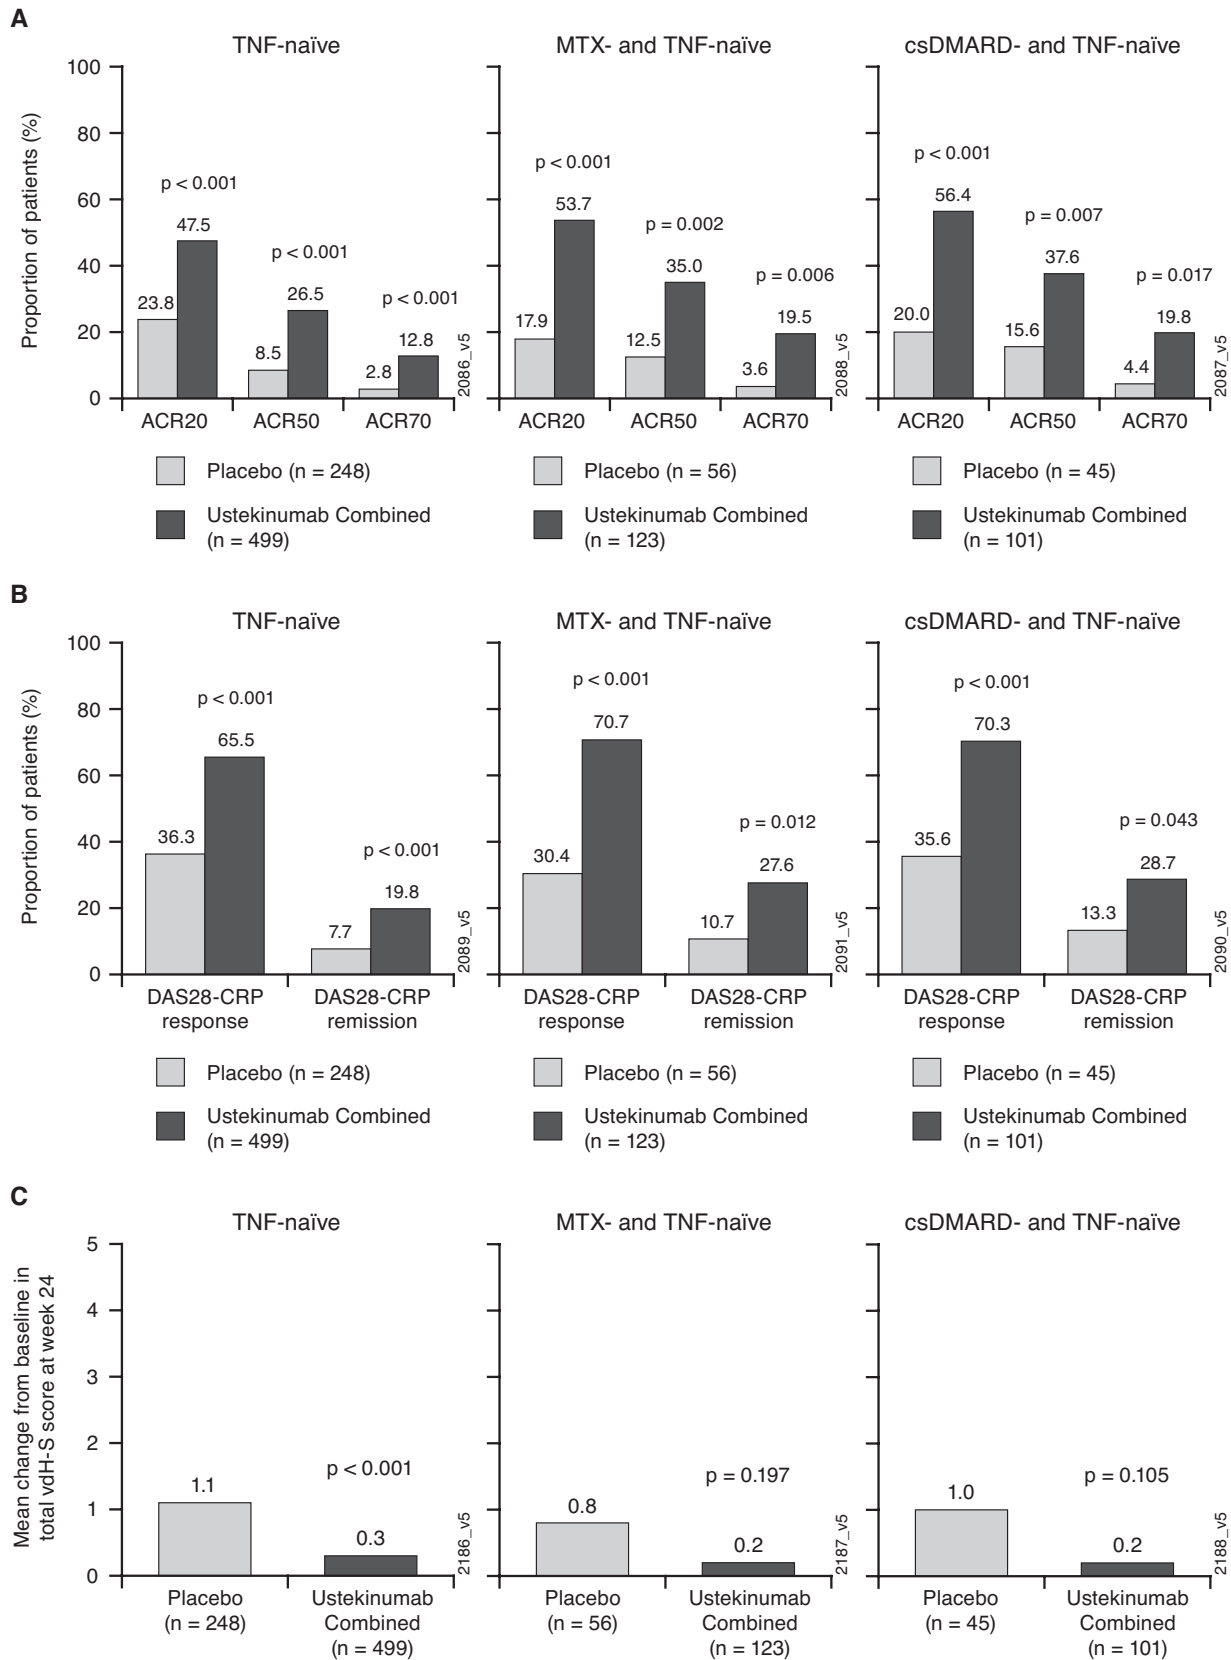 A
TNF-naïve
MTX- and TNF-naïve
csDMARD- and TNF-naïve
Proportion of patients (%)
100
80
60
40
20
0
p < 0.001
47.5
23.8
p < 0.001
26.5
8.5
p < 0.001
12.8
2.8
2086_v5
ACR20
ACR50
ACR70
p < 0.001
53.7
17.9
p = 0.002
35.0
12.5
p = 0.006
19.5
3.6
2088_v5
ACR20
ACR50
ACR70
p < 0.001
56.4
20.0
p = 0.007
37.6
15.6
p = 0.017
19.8
4.4
2087_v5
ACR20
ACR50
ACR70
Placebo (n = 248)
Ustekinumab Combined
(n = 499)
Placebo (n = 56)
Ustekinumab Combined
(n = 123)
Placebo (n = 45)
Ustekinumab Combined
(n = 101)
B
TNF-naïve
MTX- and TNF-naïve
csDMARD- and TNF-naïve
Proportion of patients (%)
100
80
60
40
20
0
p < 0.001
65.5
36.3
p < 0.001
19.8
7.7
2089_v5
DAS28-CRP
response
DAS28-CRP
remission
p < 0.001
70.7
30.4
p = 0.012
27.6
10.7
2091_v5
DAS28-CRP
response
DAS28-CRP
remission
p < 0.001
70.3
35.6
p = 0.043
28.7
13.3
2090_v5
DAS28-CRP
response
DAS28-CRP
remission
Placebo (n = 248)
Ustekinumab Combined
(n = 499)
Placebo (n = 56)
Ustekinumab Combined
(n = 123)
Placebo (n = 45)
Ustekinumab Combined
(n = 101)
C
TNF-naïve
MTX- and TNF-naïve
csDMARD- and TNF-naïve
Mean change from baseline in
total vdH-S score at week 24
5
4
3
2
1
0
1.1
p < 0.001
0.3
2186_v5
Placebo
(n = 248)
Ustekinumab
Combined
(n = 499)
0.8
p = 0.197
0.2
2187_v5
Placebo
(n = 56)
Ustekinumab
Combined
(n = 123)
1.0
p = 0.105
0.2
2188_v5
Placebo
(n = 45)
Ustekinumab
Combined
(n = 101)